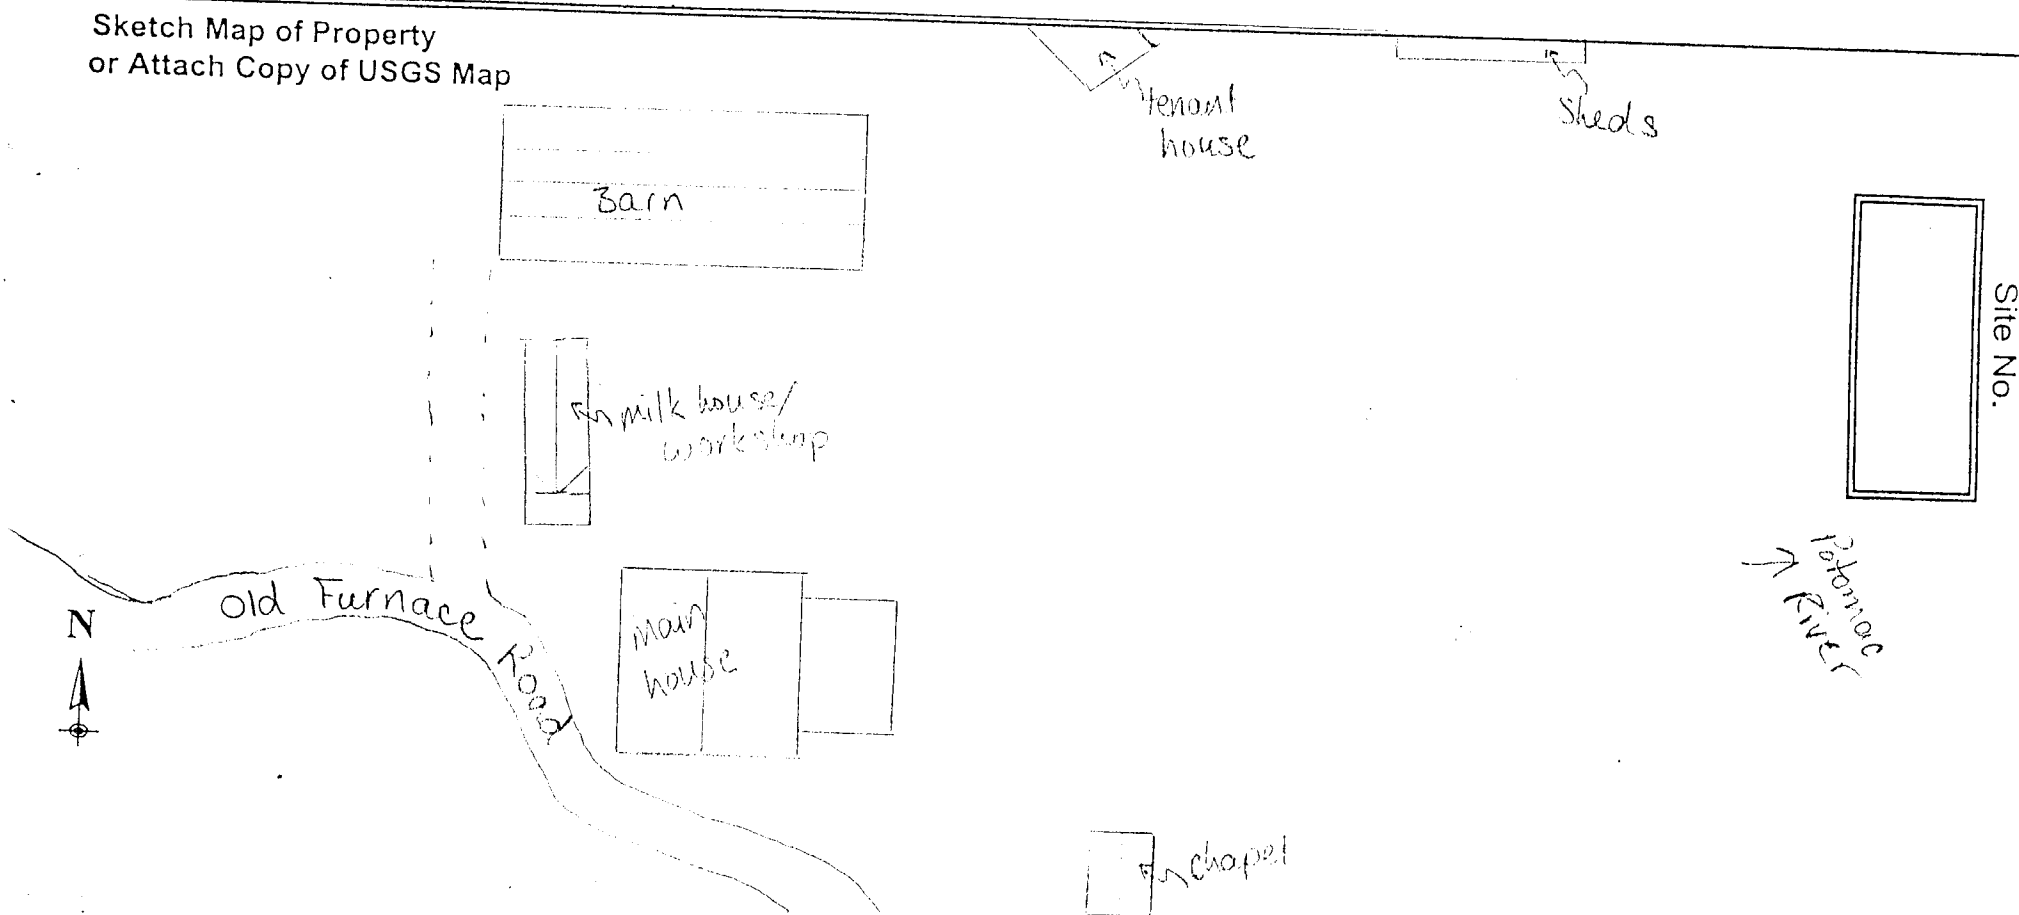 Sketch Map of Property
or Attach Copy of USGS Map
tenant
house
Sheds
Barn
Site No.
milk house/
workshop
Potomac
River
N
Old Furnace Road
main
house
chapel